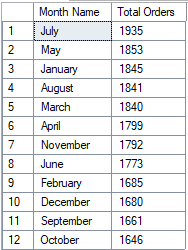 Month Name Total Orders
1 July 1935
2 May 1853
3 January 1845
4 August 1841
5 March 1840
6 April 1799
7 November 1792
8 June 1773
9 February 1685
10 December 1680
11 September 1661
12 October 1646